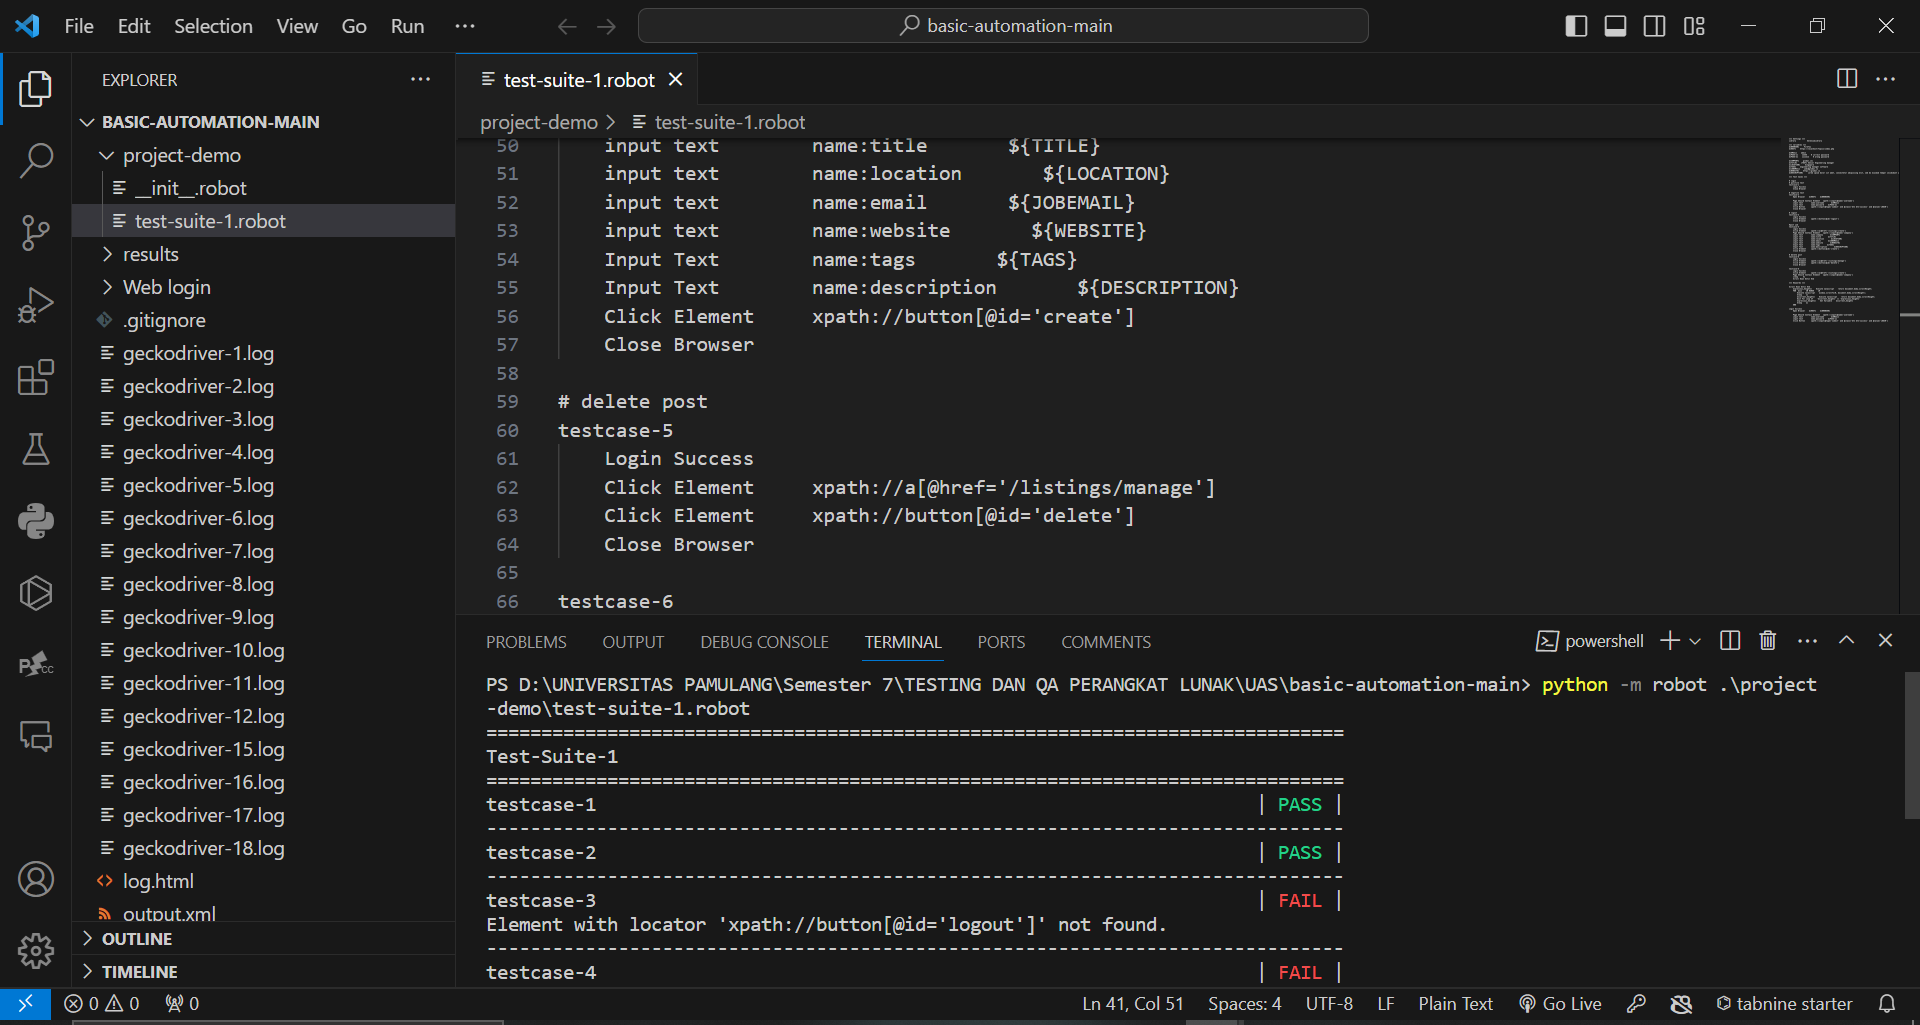 File Edit Selection View Go Run ...
basic-automation-main
EXPLORER
BASIC-AUTOMATION-MAIN
project-demo
__init__.robot
test-suite-1.robot
results
Web login
.gitignore
geckodriver-1.log
geckodriver-2.log
geckodriver-3.log
geckodriver-4.log
geckodriver-5.log
geckodriver-6.log
geckodriver-7.log
geckodriver-8.log
geckodriver-9.log
geckodriver-10.log
geckodriver-11.log
geckodriver-12.log
geckodriver-15.log
geckodriver-16.log
geckodriver-17.log
geckodriver-18.log
log.html
output.xml
OUTLINE
TIMELINE
test-suite-1.robot
project-demo > test-suite-1.robot
50 input text name:title ${TITLE}
51 input text name:location ${LOCATION}
52 input text name:email ${JOBEMAIL}
53 input text name:website ${WEBSITE}
54 Input Text name:tags ${TAGS}
55 Input Text name:description ${DESCRIPTION}
56 Click Element xpath://button[@id='create']
57 Close Browser
58
59 # delete post
60 testcase-5
61 Login Success
62 Click Element xpath://a[@href='/listings/manage']
63 Click Element xpath://button[@id='delete']
64 Close Browser
65
66 testcase-6
PROBLEMS OUTPUT DEBUG CONSOLE TERMINAL PORTS COMMENTS
powershell
PS D:\UNIVERSITAS PAMULANG\Semester 7\TESTING DAN QA PERANGKAT LUNAK\UAS\basic-automation-main> python -m robot .\project
-demo\test-suite-1.robot
==============================================================================
Test-Suite-1
==============================================================================
testcase-1 | PASS |
------------------------------------------------------------------------------
testcase-2 | PASS |
------------------------------------------------------------------------------
testcase-3 | FAIL |
Element with locator 'xpath://button[@id='logout']' not found.
------------------------------------------------------------------------------
testcase-4 | FAIL |
0 0 0
Ln 41, Col 51 Spaces: 4 UTF-8 LF Plain Text Go Live tabnine starter